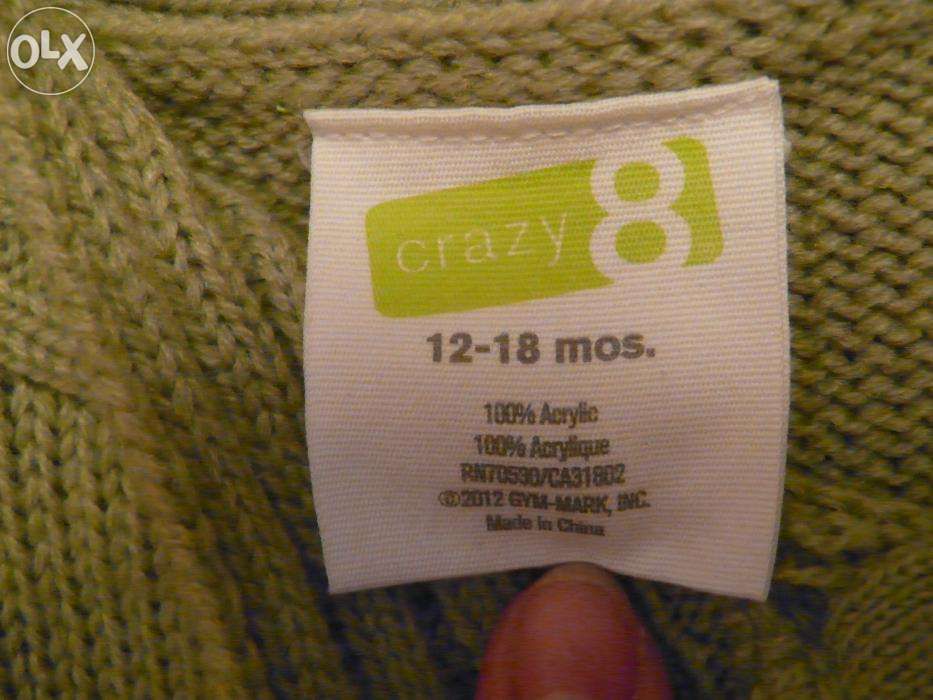 OLX
crazy 8
12-18 mos.
100% Acrylic
100% Acrylique
RN70530/CA31802
©2012 GYM-MARK, INC.
Made in China